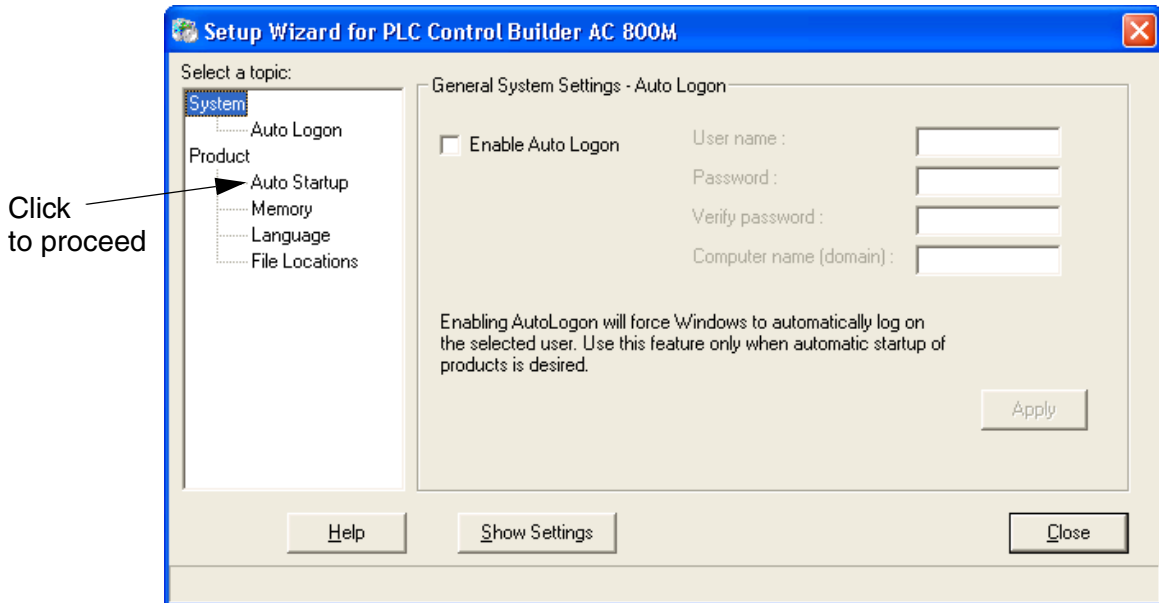 Setup Wizard for PLC Control Builder AC 800M
Select a topic:
System
Auto Logon
Product
Auto Startup
Memory
Language
File Locations
Click
to proceed
General System Settings - Auto Logon
Enable Auto Logon
User name :
Password :
Verify password :
Computer name (domain) :
Enabling AutoLogon will force Windows to automatically log on
the selected user. Use this feature only when automatic startup of
products is desired.
Apply
Help
Show Settings
Close